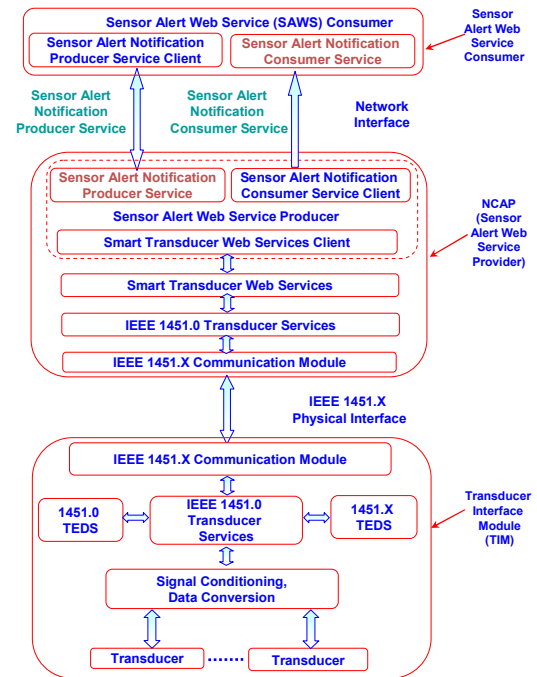 Sensor Alert Web Service (SAWS) Consumer
Sensor Alert Notification
Producer Service Client
Sensor Alert Notification
Consumer Service
Sensor
Alert Web
Service
Consumer
Sensor Alert
Notification
Producer Service
Sensor Alert
Notification
Consumer Service
Network
Interface
Sensor Alert Notification
Producer Service
Sensor Alert Notification
Consumer Service Client
Sensor Alert Web Service Producer
Smart Transducer Web Services Client
Smart Transducer Web Services
IEEE 1451.0 Transducer Services
IEEE 1451.X Communication Module
NCAP
(Sensor
Alert Web
Service
Provider)
IEEE 1451.X
Physical Interface
IEEE 1451.X Communication Module
1451.0
TEDS
IEEE 1451.0
Transducer
Services
1451.X
TEDS
Signal Conditioning,
Data Conversion
Transducer ....... Transducer
Transducer
Interface
Module
(TIM)